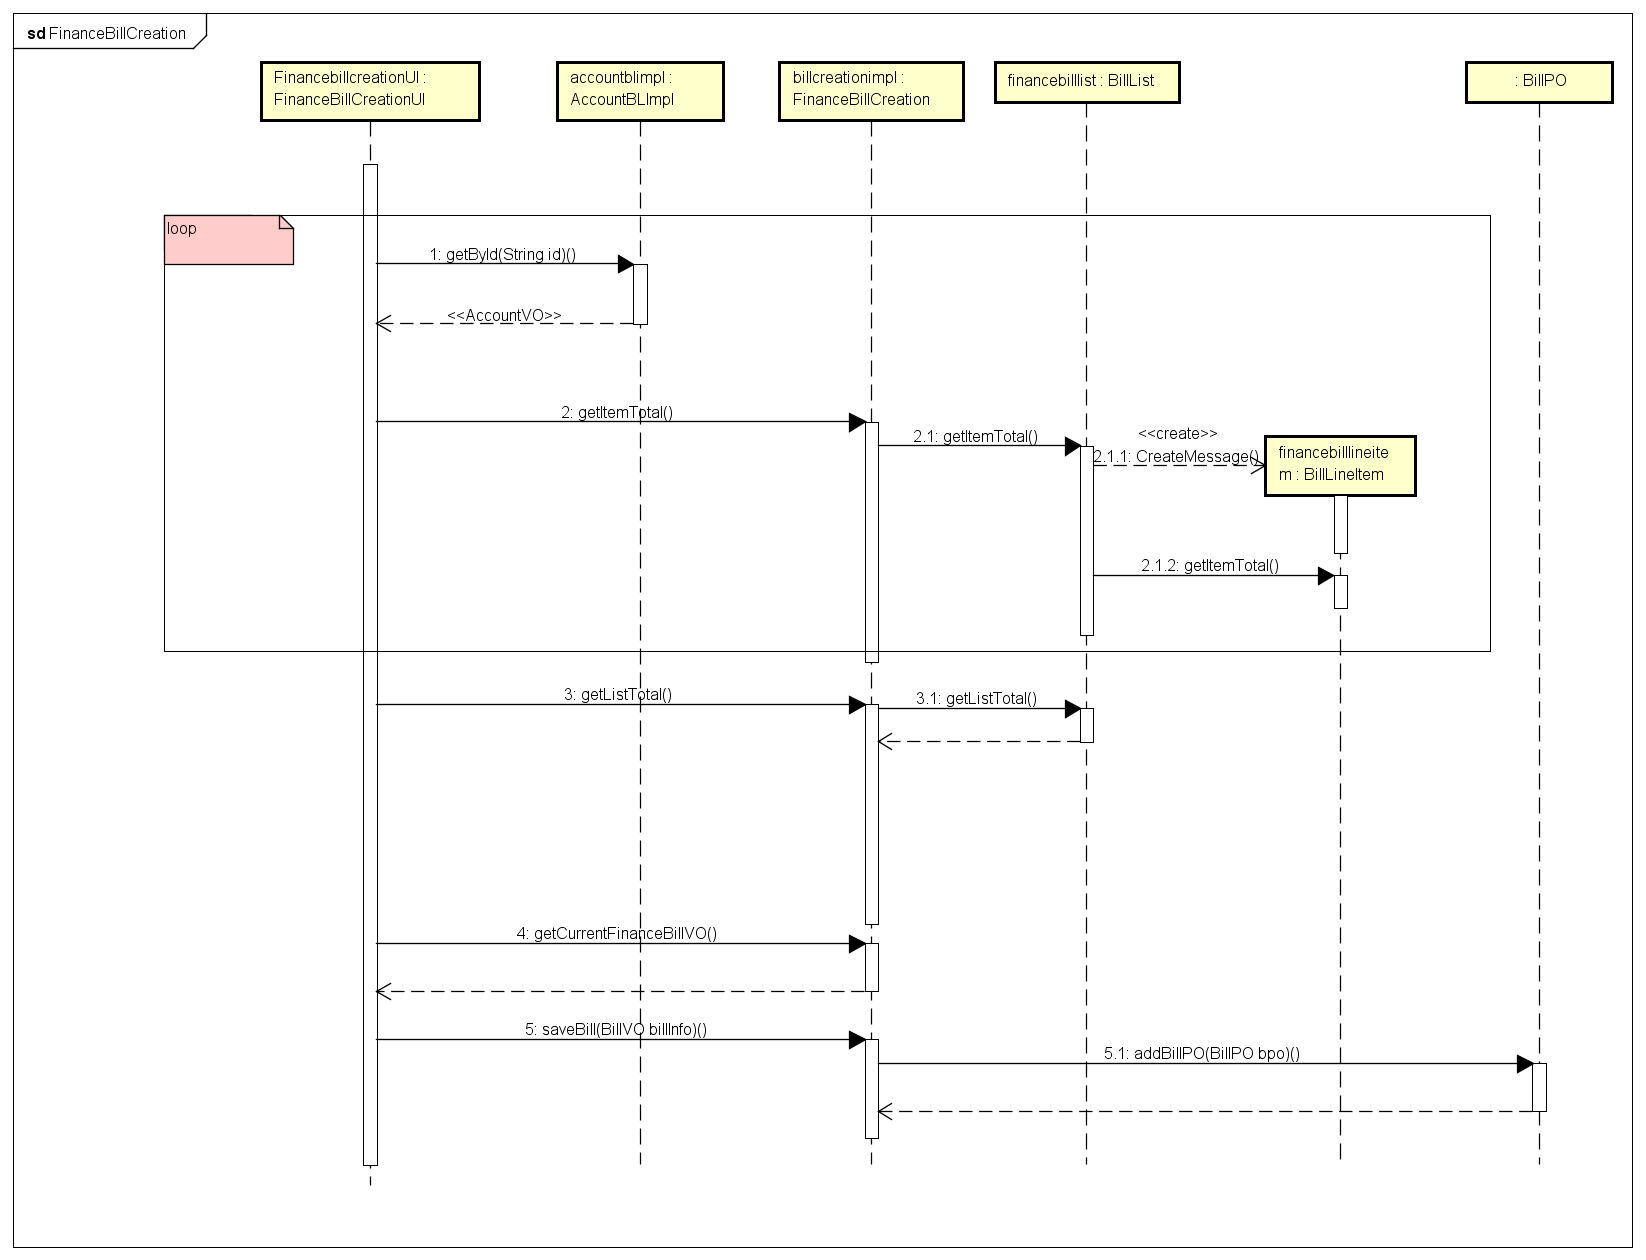 sd FinanceBillCreation
FinancebillcreationUI :
FinanceBillCreationUI
accountblimpl :
AccountBLImpl
billcreationimpl :
FinanceBillCreation
financebilllist : BillList
: BillPO
loop
1: getById(String id)()
<<AccountVO>>
2: getItemTotal()
2.1: getItemTotal()
<<create>>
2.1.1: CreateMessage()
financebilllineite
m : BillLineItem
2.1.2: getItemTotal()
3: getListTotal()
3.1: getListTotal()
4: getCurrentFinanceBillVO()
5: saveBill(BillVO billInfo)()
5.1: addBillPO(BillPO bpo)()